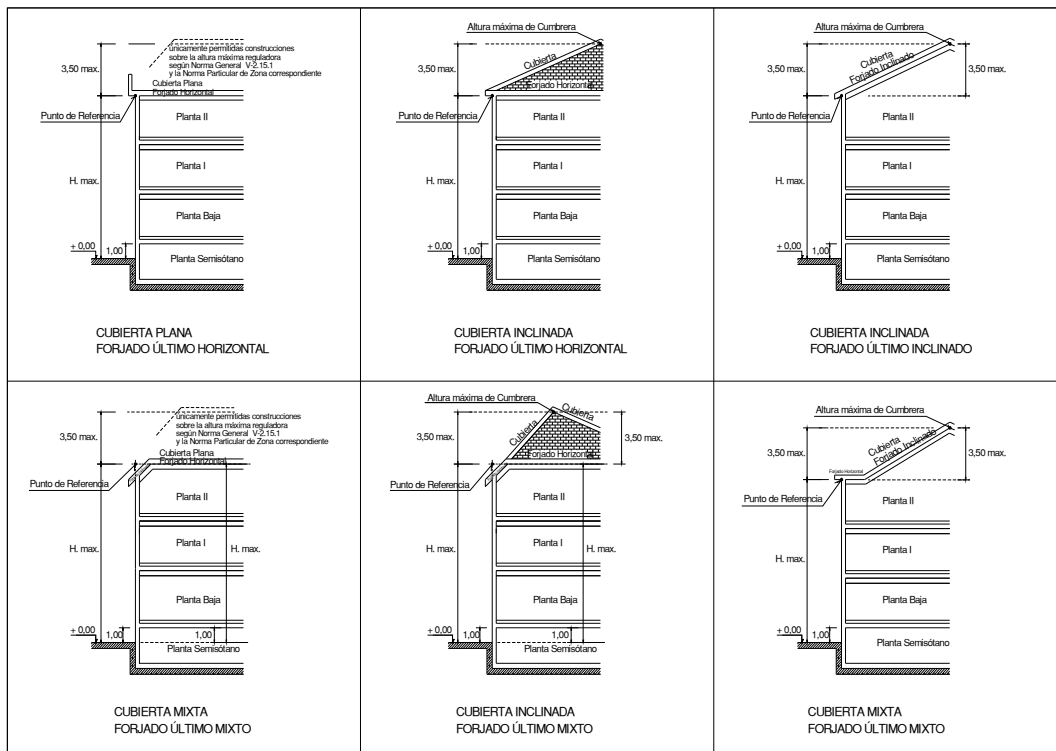 únicamente permitidas construcciones
sobre la altura máxima reguladora
según Norma General V-2.15.1
y la Norma Particular de Zona correspondiente
3,50 max.
Cubierta Plana
Forjado Horizontal
Punto de Referencia
Planta II
Planta I
H. max.
Planta Baja
+ 0,00
1,00
Planta Semisótano
CUBIERTA PLANA
FORJADO ÚLTIMO HORIZONTAL
Altura máxima de Cumbrera
3,50 max.
Cubierta
Forjado Horizontal
Punto de Referencia
Planta II
Planta I
H. max.
Planta Baja
+ 0,00
1,00
Planta Semisótano
CUBIERTA INCLINADA
FORJADO ÚLTIMO HORIZONTAL
Altura máxima de Cumbrera
3,50 max.
Cubierta
Forjado Inclinado
3,50 max.
Punto de Referencia
Planta II
Planta I
H. max.
Planta Baja
+ 0,00
1,00
Planta Semisótano
CUBIERTA INCLINADA
FORJADO ÚLTIMO INCLINADO
únicamente permitidas construcciones
sobre la altura máxima reguladora
según Norma General V-2.15.1
y la Norma Particular de Zona correspondiente
3,50 max.
Cubierta Plana
Forjado Horizontal
Punto de Referencia
Planta II
Planta I
H. max.
H. max.
Planta Baja
+ 0,00
1,00
1,00
Planta Semisótano
CUBIERTA MIXTA
FORJADO ÚLTIMO MIXTO
Altura máxima de Cumbrera
Cubierta
Cubierta
3,50 max.
3,50 max.
Forjado Horizontal
Punto de Referencia
Planta II
Planta I
H. max.
H. max.
Planta Baja
+ 0,00
1,00
1,00
Planta Semisótano
CUBIERTA INCLINADA
FORJADO ÚLTIMO MIXTO
Altura máxima de Cumbrera
3,50 max.
Cubierta
Forjado Inclinado
3,50 max.
Forjado Horizontal
Punto de Referencia
Planta II
Planta I
H. max.
Planta Baja
+ 0,00
1,00
Planta Semisótano
CUBIERTA MIXTA
FORJADO ÚLTIMO MIXTO